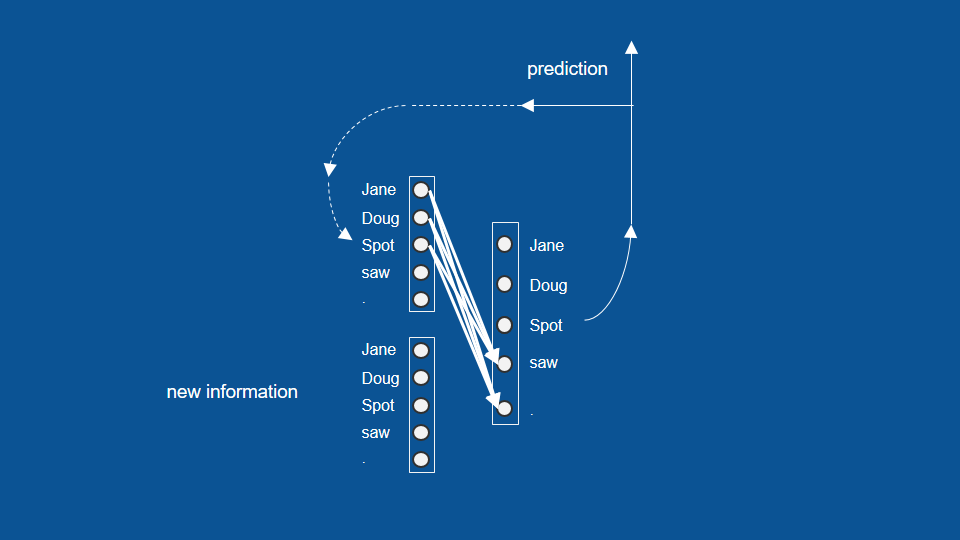 prediction
Jane
Doug
Spot
saw
.
Jane
Doug
Spot
saw
.
new information
Jane
Doug
Spot
saw
.